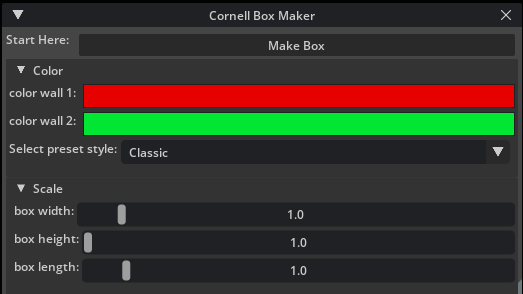 Cornell Box Maker
Start Here: Make Box
Color
color wall 1:
color wall 2:
Select preset style: Classic
Scale
box width: 1.0
box height: 1.0
box length: 1.0